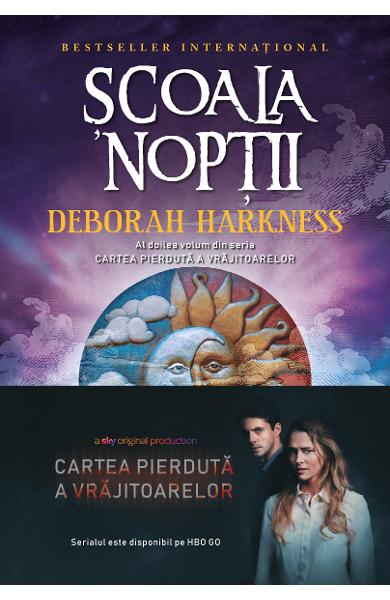 BESTSELLER INTERNAȚIONAL
ȘCOALA
NOPȚII
DEBORAH HARKNESS
Al doilea volum din seria
CARTEA PIERDUTĂ A VRĂJITOARELOR
a sky original production
CARTEA PIERDUTĂ
A VRĂJITOARELOR
Serialul este disponibil pe HBO GO